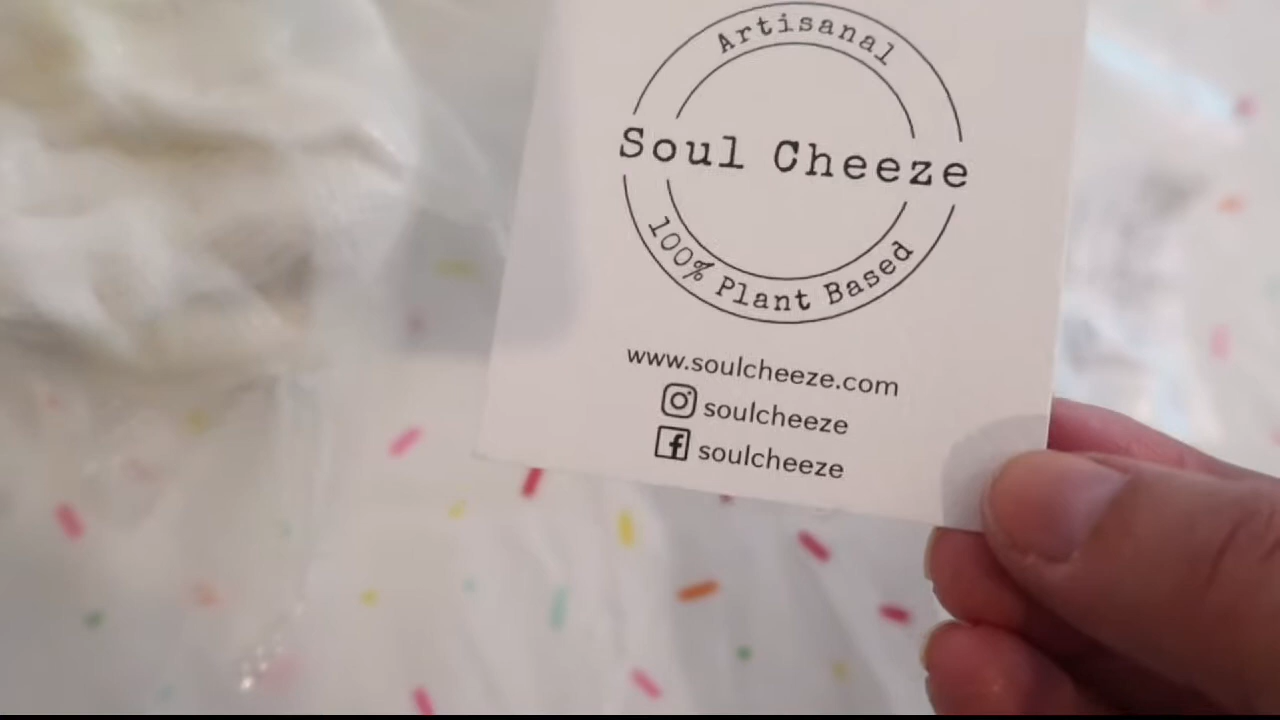 Artisanal
Soul Cheeze
100% Plant Based
www.soulcheeze.com
soulcheeze
soulcheeze